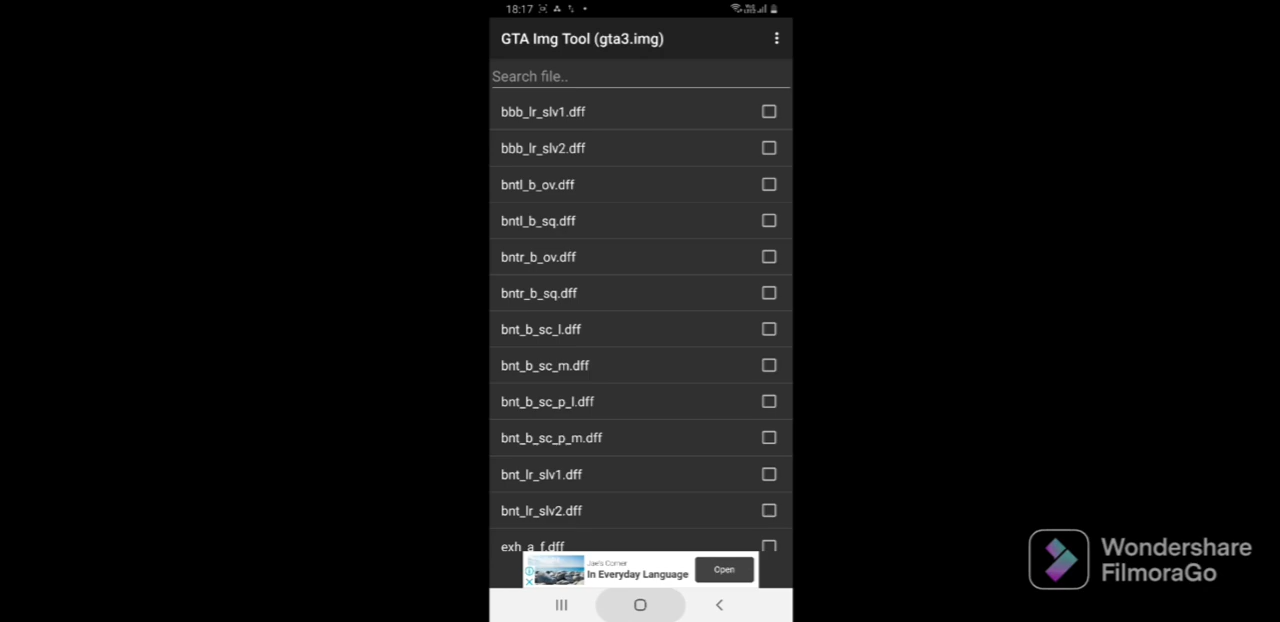 18:17
GTA Img Tool (gta3.img)
Search file..
bbb_lr_slv1.dff
bbb_lr_slv2.dff
bntl_b_ov.dff
bntl_b_sq.dff
bntr_b_ov.dff
bntr_b_sq.dff
bnt_b_sc_l.dff
bnt_b_sc_m.dff
bnt_b_sc_p_l.dff
bnt_b_sc_p_m.dff
bnt_lr_slv1.dff
bnt_lr_slv2.dff
exh_a_f.dff
Jae's Corner
In Everyday Language
Open
Wondershare
FilmoraGo